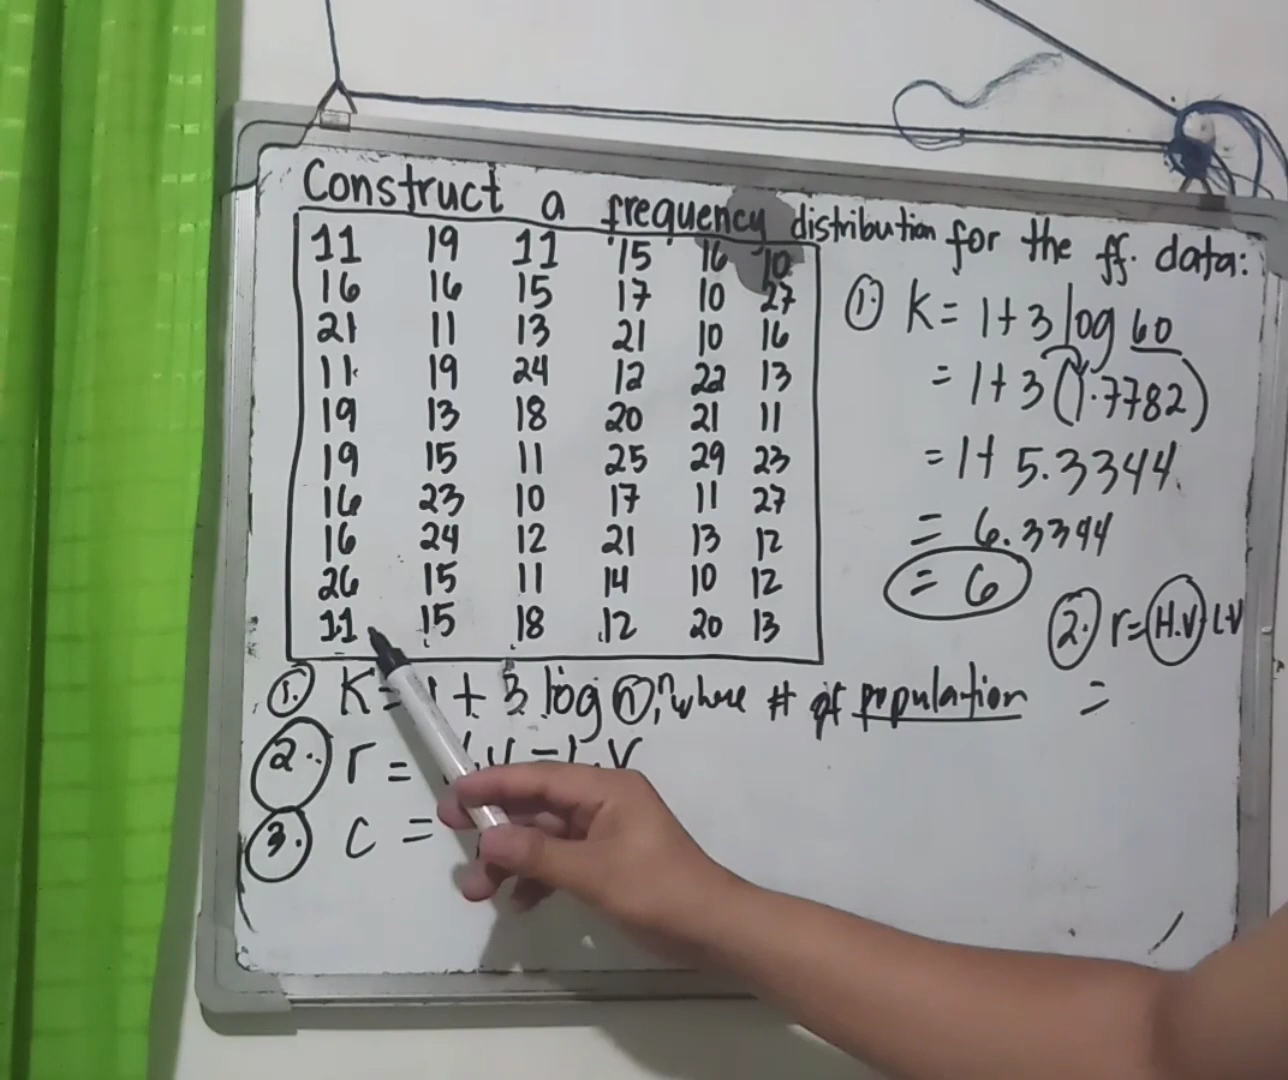 Construct a frequency distribution for the ff. data:
11 19 11 15 16 10
16 16 15 17 10 27
21 11 13 21 10 16
11 19 24 12 22 13
19 13 18 20 21 11
19 15 11 25 29 23
16 23 10 17 11 27
16 24 12 21 13 12
26 15 11 14 10 12
11 15 18 12 20 13
1. K = 1 + 3 log 60
= 1 + 3 (1.7782)
= 1 + 5.3344
= 6.3344
= 6
2. r = H.V - L.V
=
1. K = 1 + 3 log n, where # of population
2. r = H.V - L.V
3. C =